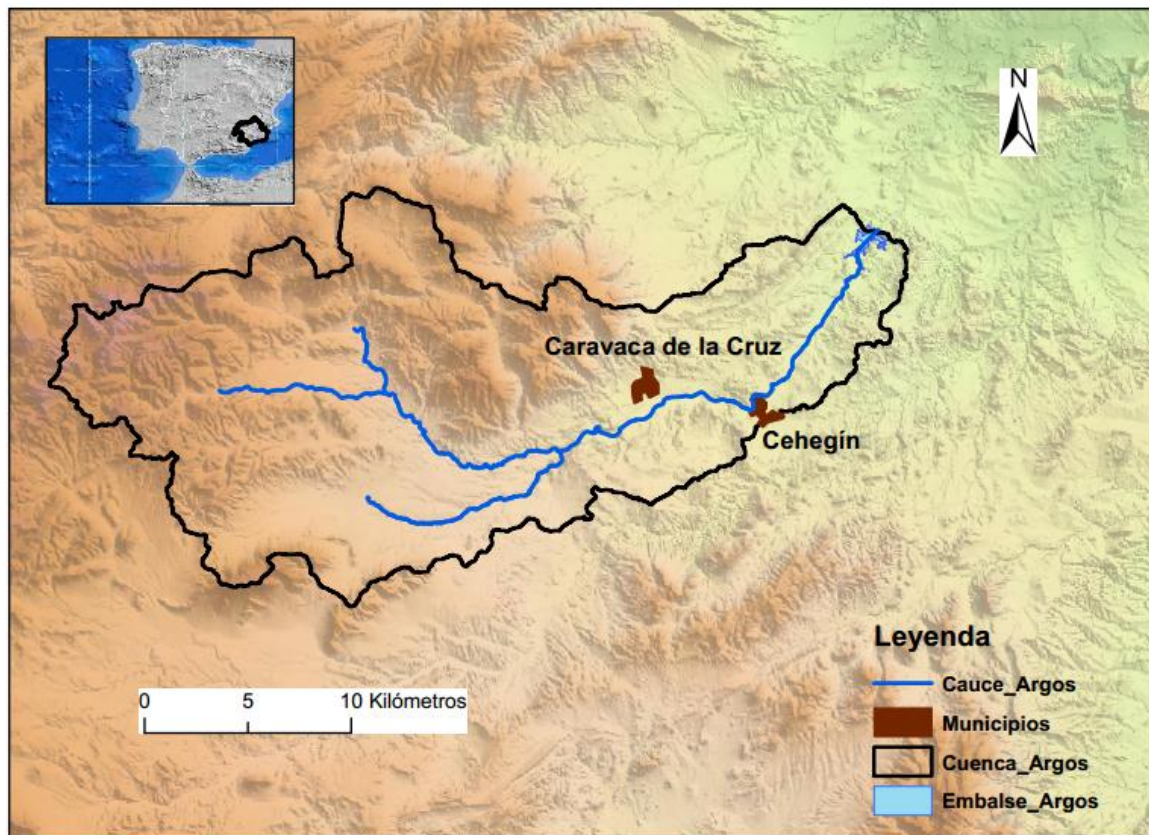 N
Caravaca de la Cruz
Cehegín
Leyenda
Cauce_Argos
Municipios
Cuenca_Argos
Embalse_Argos
0 5 10 Kilómetros